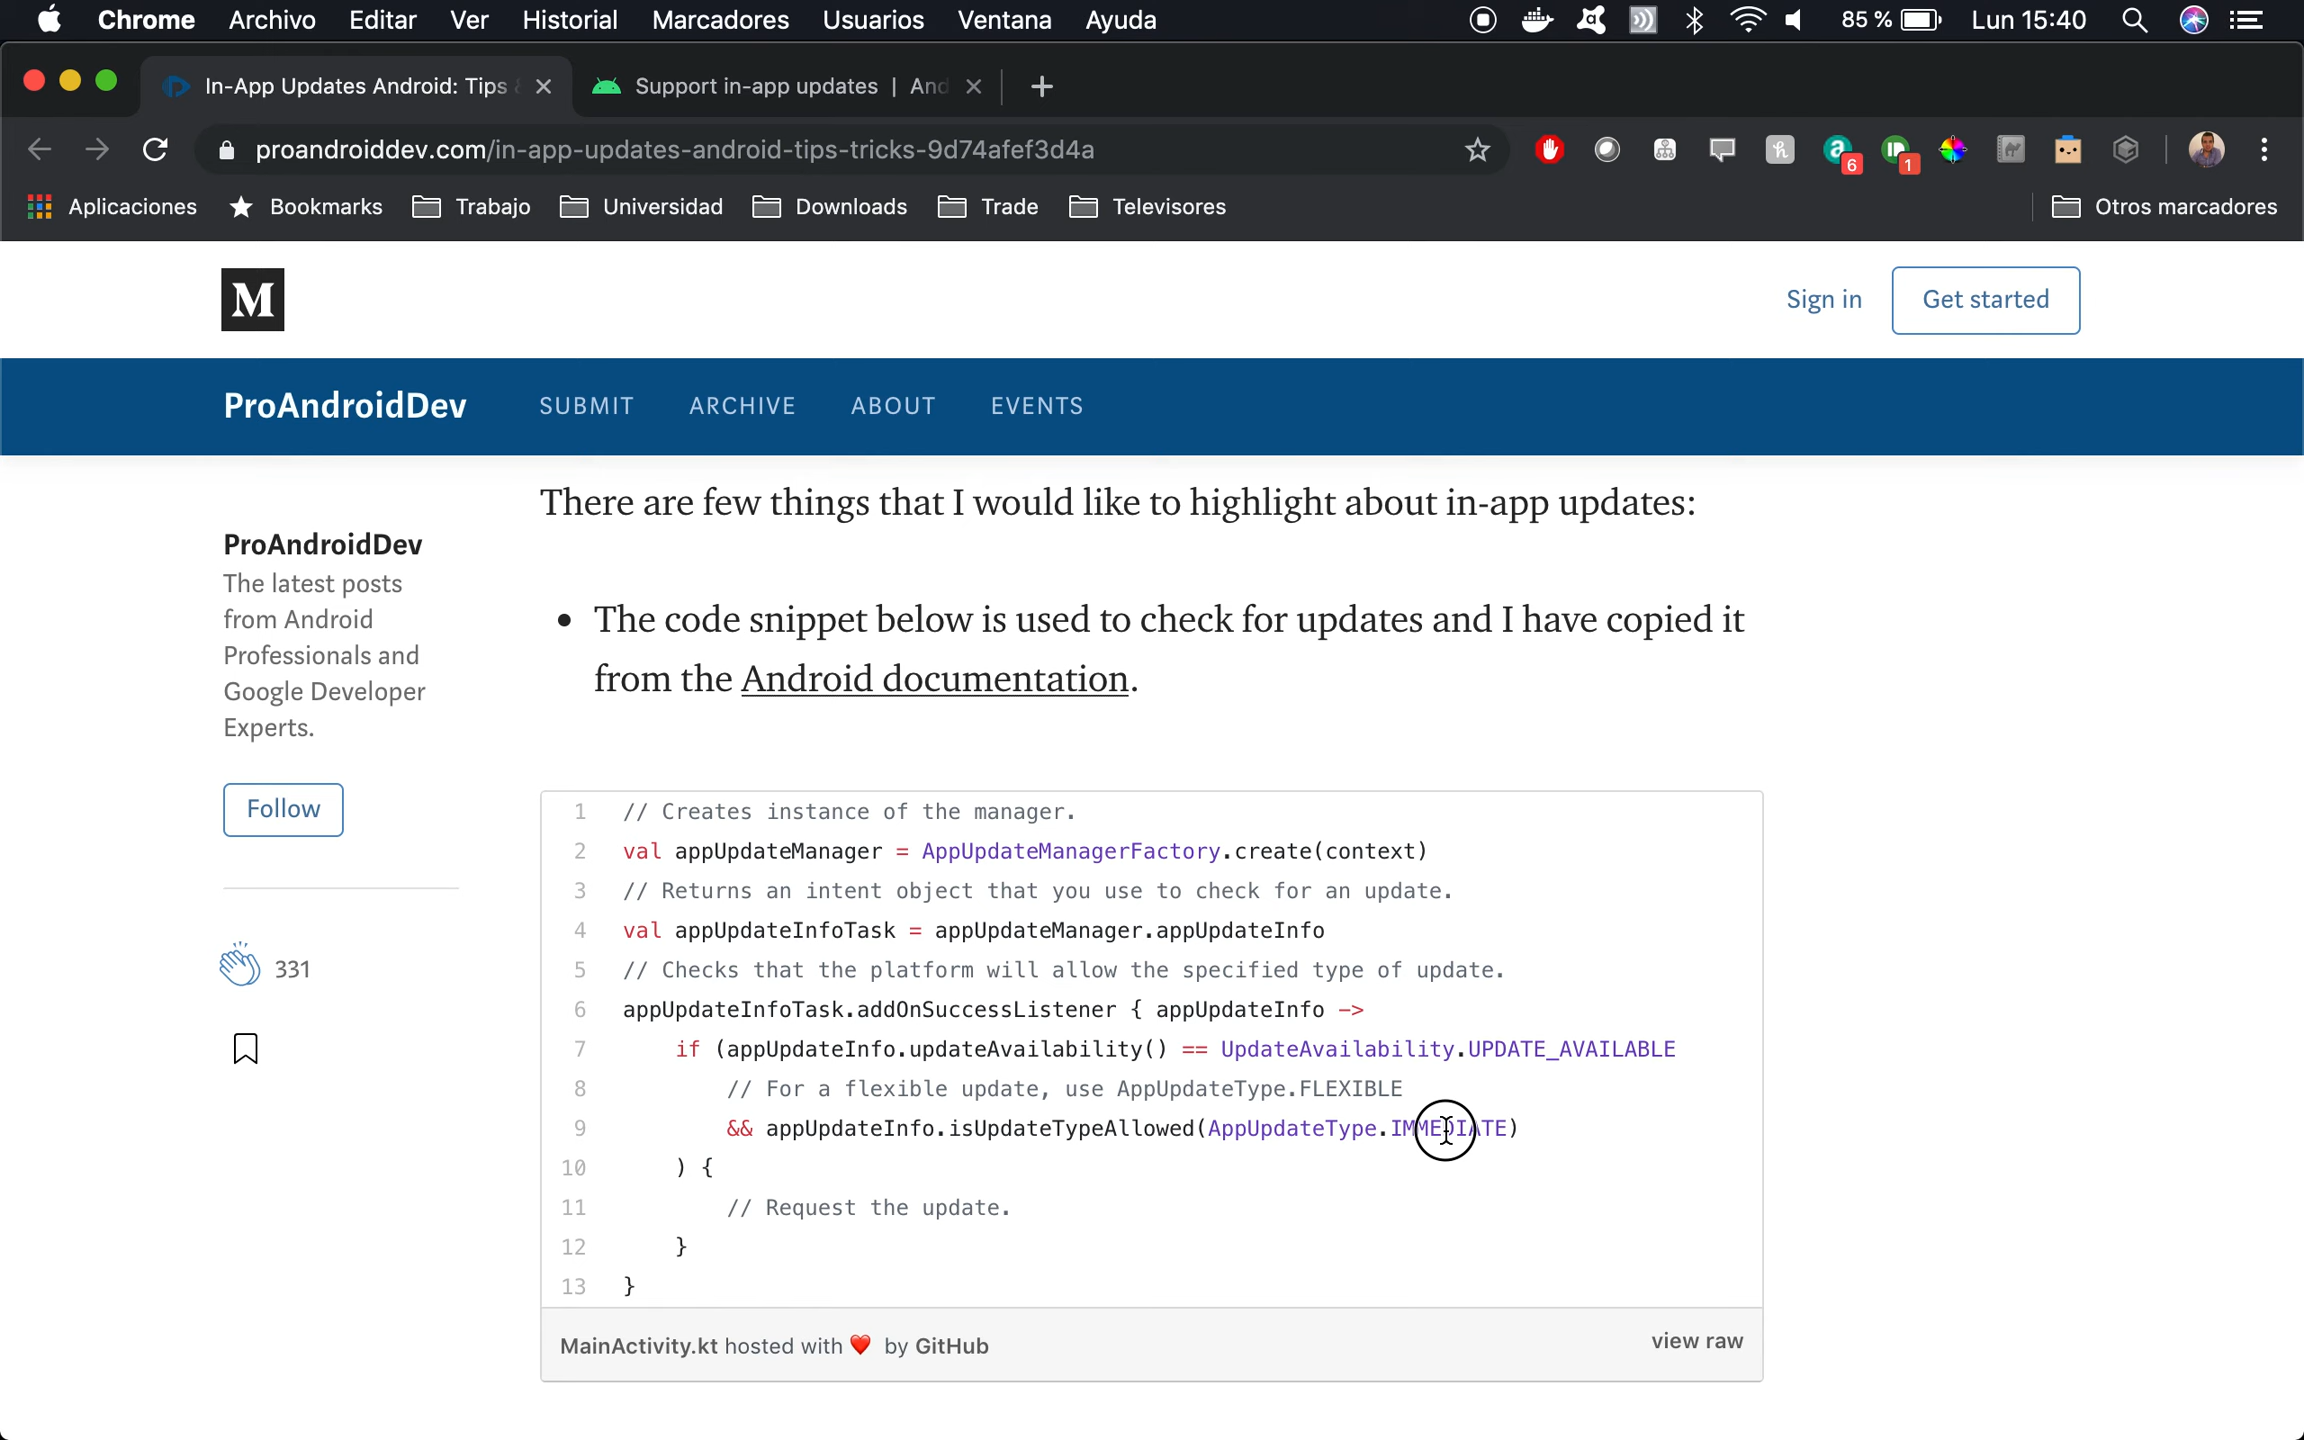 Chrome Archivo Editar Ver Historial Marcadores Usuarios Ventana Ayuda 85 % Lun 15:40
In-App Updates Android: Tips Support in-app updates | And
proandroiddev.com/in-app-updates-android-tips-tricks-9d74afef3d4a 6 1
Aplicaciones Bookmarks Trabajo Universidad Downloads Trade Televisores Otros marcadores
M Sign in Get started
ProAndroidDev SUBMIT ARCHIVE ABOUT EVENTS
There are few things that I would like to highlight about in-app updates:
ProAndroidDev
The latest posts
from Android
Professionals and
Google Developer
Experts.
Follow
331
• The code snippet below is used to check for updates and I have copied it
from the Android documentation.
1 // Creates instance of the manager.
2 val appUpdateManager = AppUpdateManagerFactory.create(context)
3 // Returns an intent object that you use to check for an update.
4 val appUpdateInfoTask = appUpdateManager.appUpdateInfo
5 // Checks that the platform will allow the specified type of update.
6 appUpdateInfoTask.addOnSuccessListener { appUpdateInfo ->
7 if (appUpdateInfo.updateAvailability() == UpdateAvailability.UPDATE_AVAILABLE
8 // For a flexible update, use AppUpdateType.FLEXIBLE
9 && appUpdateInfo.isUpdateTypeAllowed(AppUpdateType.IMMEDIATE)
10 ) {
11 // Request the update.
12 }
13 }
MainActivity.kt hosted with ❤ by GitHub view raw